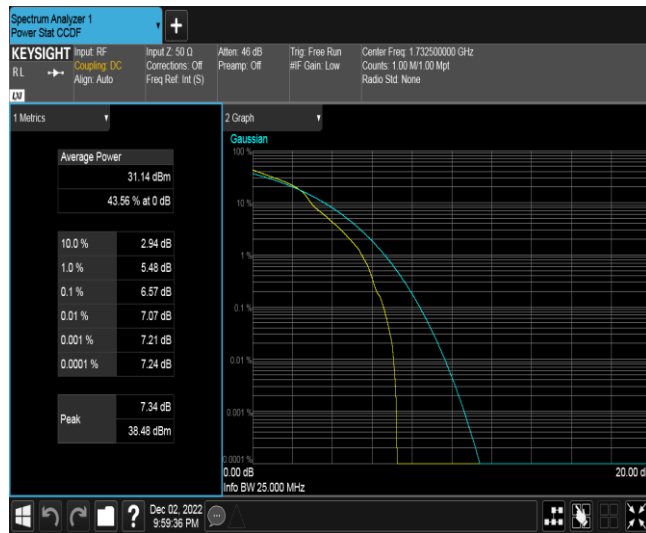 Spectrum Analyzer 1
Power Stat CCDF
+
KEYSIGHT
RL
LXI
Input: RF
Coupling: DC
Align: Auto
Input Z: 50 Ω
Corrections: Off
Freq Ref: Int (S)
Atten: 46 dB
Preamp: Off
Trig: Free Run
#IF Gain: Low
Center Freq: 1.732500000 GHz
Counts: 1.00 M/1.00 Mpt
Radio Std: None
1 Metrics
Average Power
31.14 dBm
43.56 % at 0 dB
10.0 % 2.94 dB
1.0 % 5.48 dB
0.1 % 6.57 dB
0.01 % 7.07 dB
0.001 % 7.21 dB
0.0001 % 7.24 dB
Peak
7.34 dB
38.48 dBm
2 Graph
Gaussian
100 %
10 %
1 %
0.1 %
0.01 %
0.001 %
0.0001 %
0.00 dB 20.00 d
Info BW 25.000 MHz
?
Dec 02, 2022
9:59:36 PM